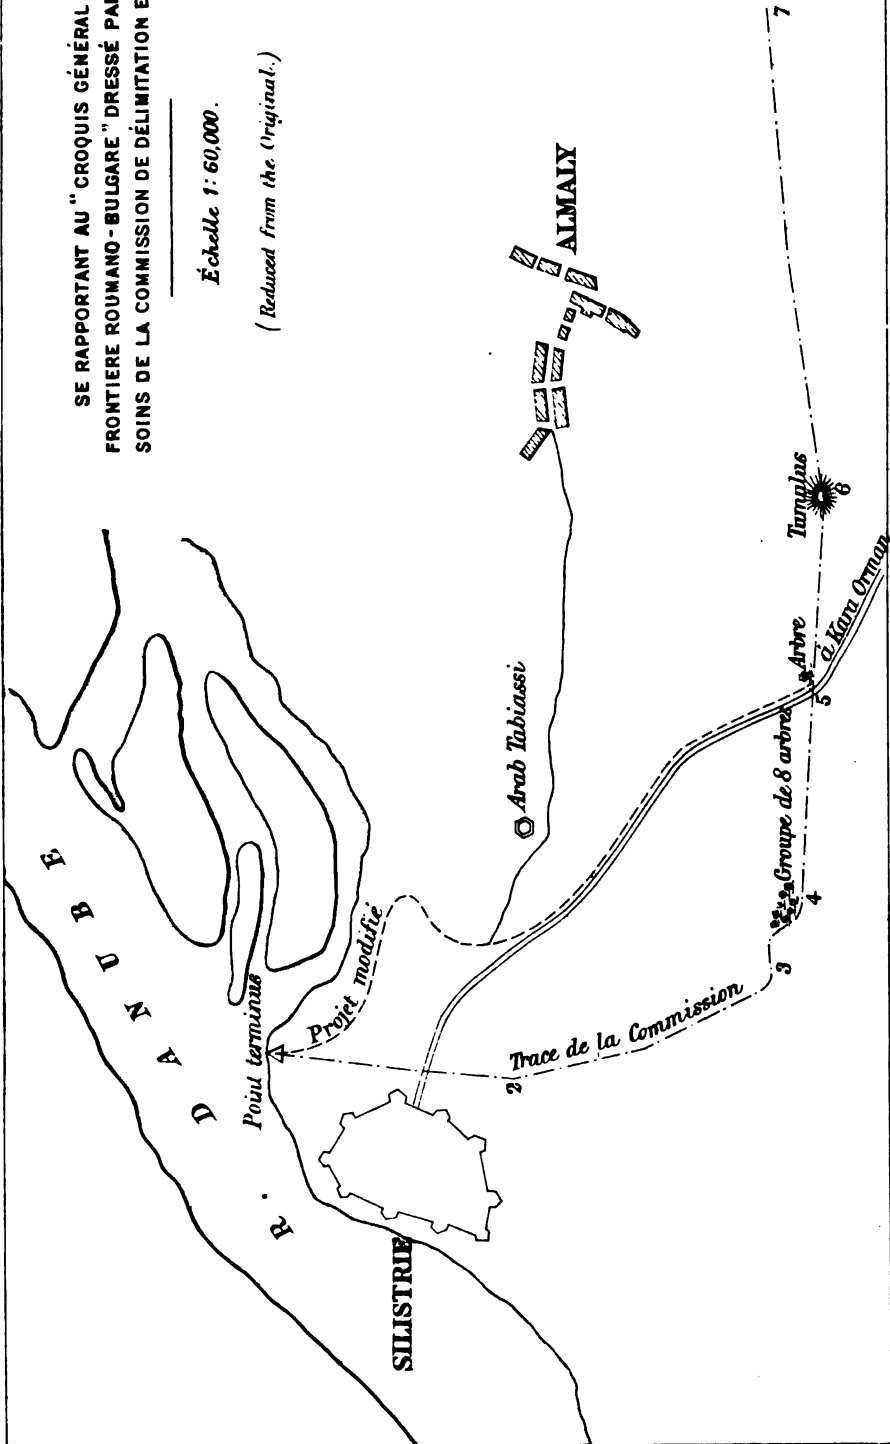 SE RAPPORTANT AU "CROQUIS GÉNÉRAL
FRONTIERE ROUMANO-BULGARE" DRESSÉ PAR
SOINS DE LA COMMISSION DE DÉLIMITATION E
Échelle 1:60,000.
(Reduced from the Original.)
R. DANUBE
Point terminus
Projet modifié
SILISTRIE
Arab Tabiassi
ALMALY
Trace de la Commission
2
3
4
Groupe de 8 arbres
Arbre
5
à Kara Orman
Tumulus
6
7